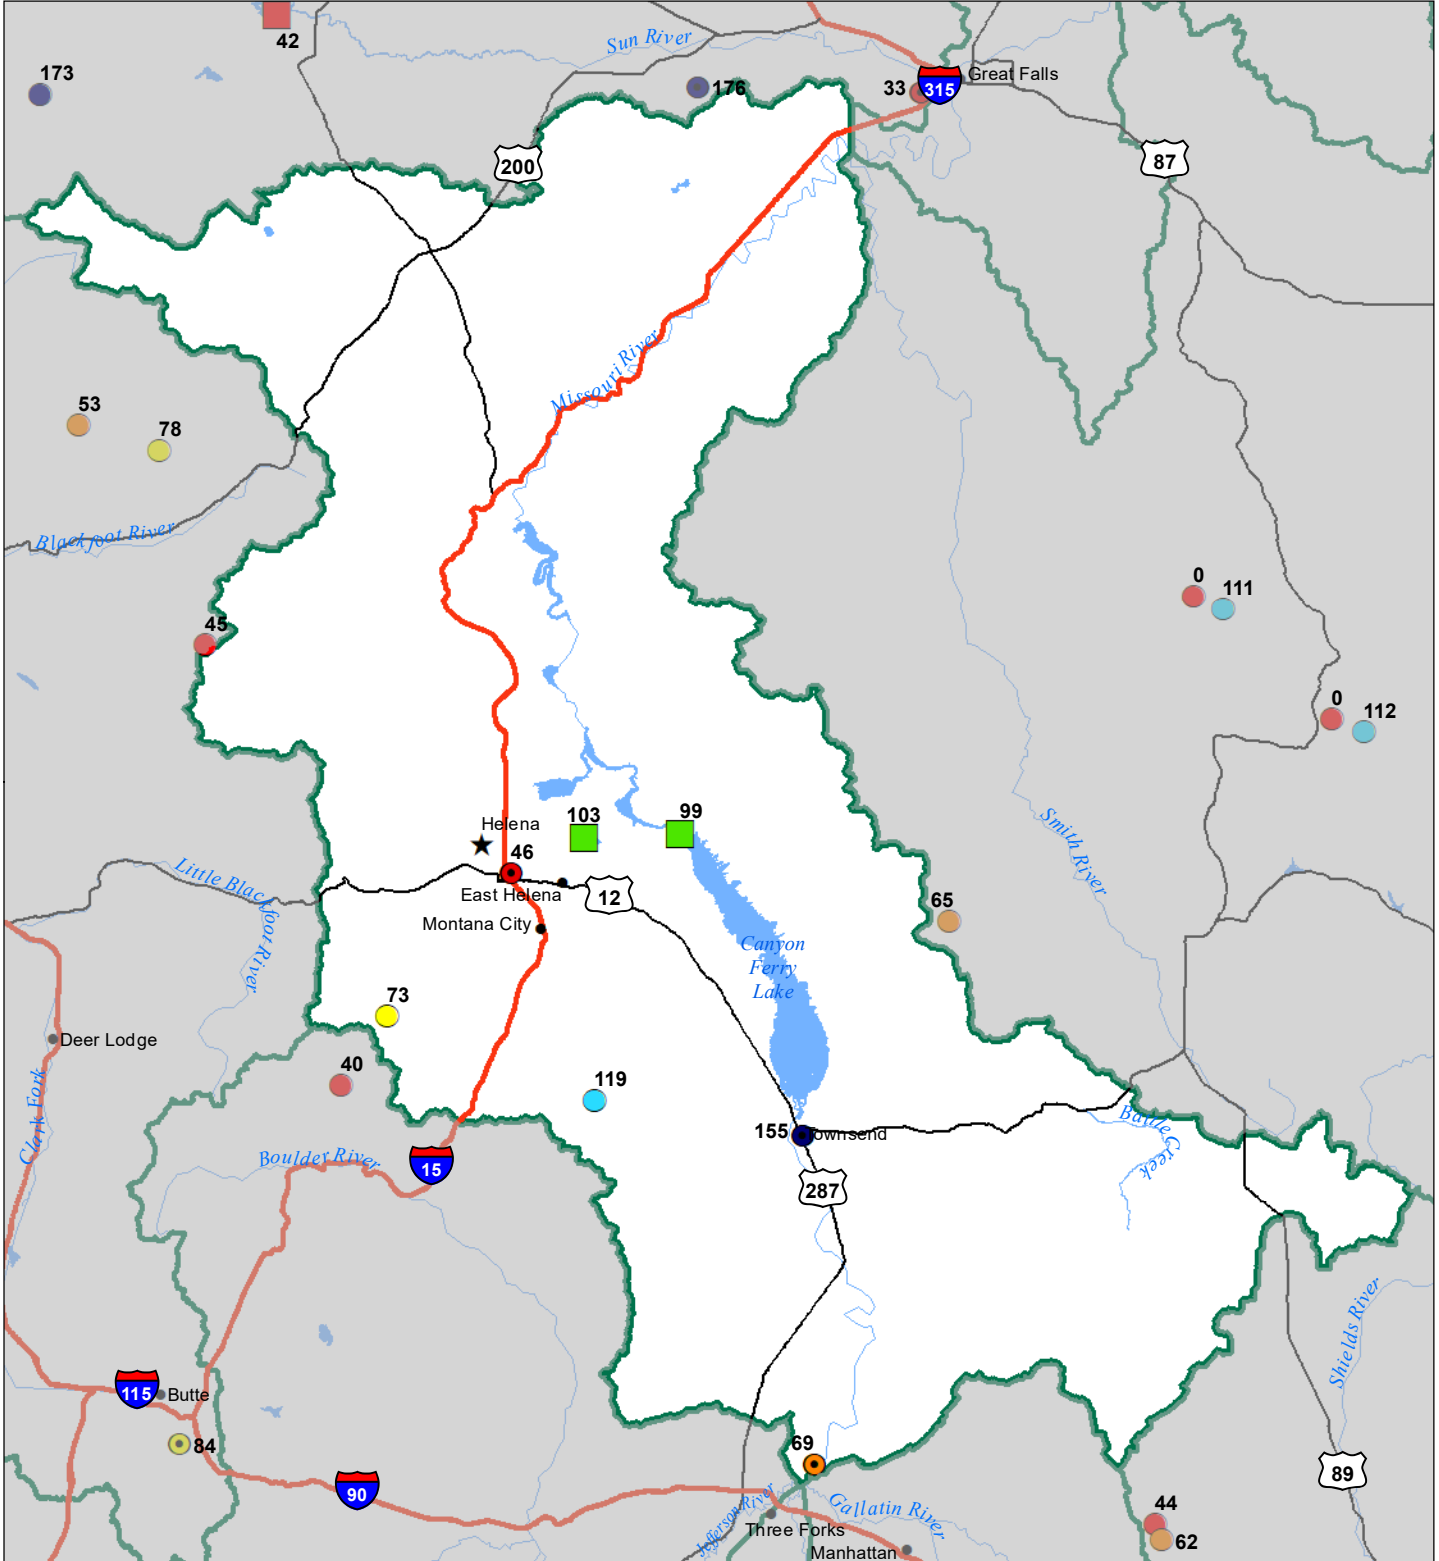 42
Sun River
173
176
33
315
Great Falls
200
87
Missouri River
53
78
Blackfoot River
45
0
111
0
112
103
99
Helena
46
Smith River
Little Blackfoot River
East Helena
12
65
Montana City
Canyon
Ferry
Lake
73
Deer Lodge
40
119
Clark Fork
155
Townsend
Battle Creek
Boulder River
15
287
Shields River
115
Butte
84
69
89
90
Jefferson River
Gallatin River
Three Forks
44
62
Manhattan